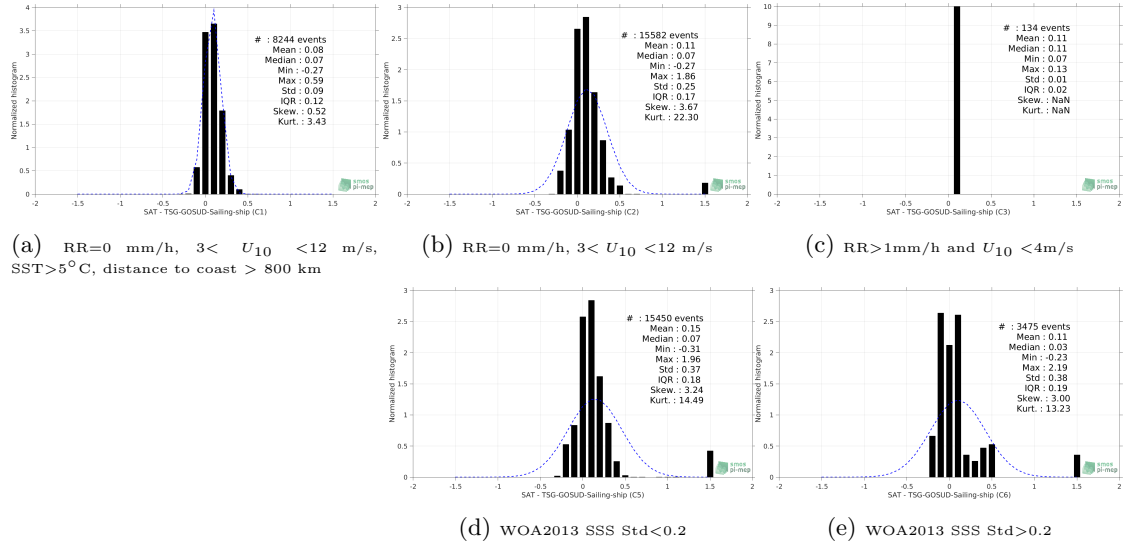 4
3.5
3
2.5
2
1.5
1
0.5
0
-2 -1.5 -1 -0.5 0 0.5 1 1.5 2
Normalized histogram
SAT - TSG-GOSUD-Sailing-ship (C1)
# : 8244 events
Mean : 0.08
Median : 0.07
Min : -0.27
Max : 0.59
Std : 0.09
IQR : 0.12
Skew. : 0.52
Kurt. : 3.43
smos
pi-mep
(a) RR=0 mm/h, 3< U10 <12 m/s,
SST>5°C, distance to coast > 800 km
3
2.5
2
1.5
1
0.5
0
-2 -1.5 -1 -0.5 0 0.5 1 1.5 2
Normalized histogram
SAT - TSG-GOSUD-Sailing-ship (C2)
# : 15582 events
Mean : 0.11
Median : 0.07
Min : -0.27
Max : 1.86
Std : 0.25
IQR : 0.17
Skew. : 3.67
Kurt. : 22.30
smos
pi-mep
(b) RR=0 mm/h, 3< U10 <12 m/s
10
9
8
7
6
5
4
3
2
1
0
-2 -1.5 -1 -0.5 0 0.5 1 1.5 2
Normalized histogram
SAT - TSG-GOSUD-Sailing-ship (C3)
# : 134 events
Mean : 0.11
Median : 0.11
Min : 0.07
Max : 0.13
Std : 0.01
IQR : 0.02
Skew. : NaN
Kurt. : NaN
smos
pi-mep
(c) RR>1mm/h and U10 <4m/s
3
2.5
2
1.5
1
0.5
0
-2 -1.5 -1 -0.5 0 0.5 1 1.5 2
Normalized histogram
SAT - TSG-GOSUD-Sailing-ship (C5)
# : 15450 events
Mean : 0.15
Median : 0.07
Min : -0.31
Max : 1.96
Std : 0.37
IQR : 0.18
Skew. : 3.24
Kurt. : 14.49
smos
pi-mep
(d) WOA2013 SSS Std<0.2
3
2.5
2
1.5
1
0.5
0
-2 -1.5 -1 -0.5 0 0.5 1 1.5 2
Normalized histogram
SAT - TSG-GOSUD-Sailing-ship (C6)
# : 3475 events
Mean : 0.11
Median : 0.03
Min : -0.23
Max : 2.19
Std : 0.38
IQR : 0.19
Skew. : 3.00
Kurt. : 13.23
smos
pi-mep
(e) WOA2013 SSS Std>0.2